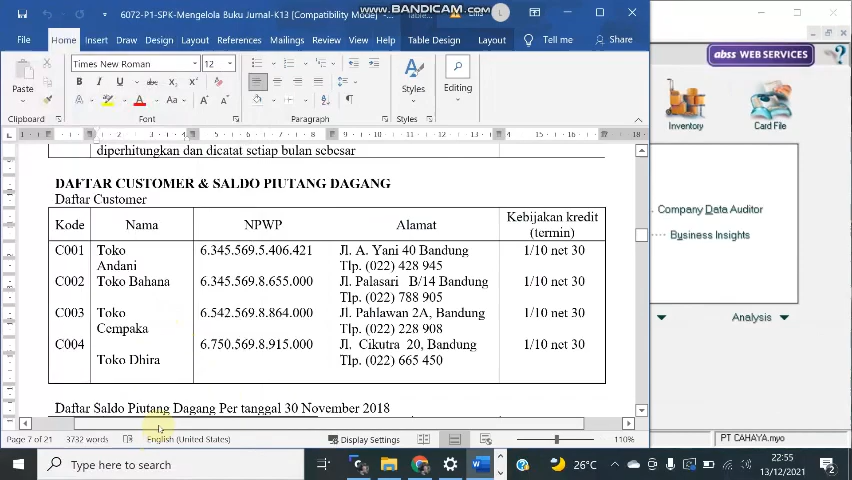 6072-P1-SPK-Mengelola Buku Jurnal-K13 [Compatibility Mode] -
www.BANDICAM.com
L
File Home Insert Draw Design Layout References Mailings Review View Help Table Design Layout Tell me Share
Paste
Clipboard
Times New Roman 12
Font
Paragraph
Styles
Styles
Editing
diperhitungkan dan dicatat setiap bulan sebesar
DAFTAR CUSTOMER & SALDO PIUTANG DAGANG
Daftar Customer
Kode Nama NPWP Alamat Kebijakan kredit
(termin)
C001 Toko 6.345.569.5.406.421 Jl. A. Yani 40 Bandung 1/10 net 30
Andani Tlp. (022) 428 945
C002 Toko Bahana 6.345.569.8.655.000 Jl. Palasari B/14 Bandung 1/10 net 30
Tlp. (022) 788 905
C003 Toko 6.542.569.8.864.000 Jl. Pahlawan 2A, Bandung 1/10 net 30
Cempaka Tlp. (022) 228 908
C004 6.750.569.8.915.000 Jl. Cikutra 20, Bandung 1/10 net 30
Toko Dhira Tlp. (022) 665 450
Daftar Saldo Piutang Dagang Per tanggal 30 November 2018
Page 7 of 21 3732 words English (United States) Display Settings 110%
abss WEB SERVICES
Inventory Card File
Company Data Auditor
Business Insights
Analysis
PT CAHAYA.myo
Type here to search
26°C
22:55
13/12/2021